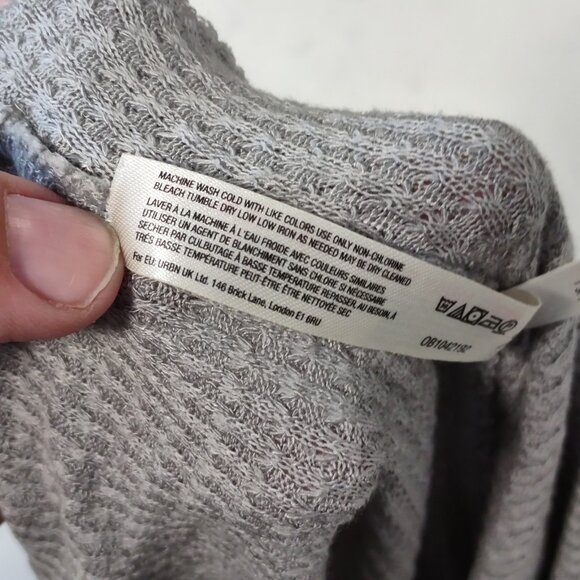 MACHINE WASH COLD WITH LIKE COLORS USE ONLY NON-CHLORINE
BLEACH TUMBLE DRY LOW LOW IRON AS NEEDED MAY BE DRY CLEANED
LAVER À LA MACHINE À L'EAU FROIDE AVEC COULEURS SIMILAIRES
UTILISER UN AGENT DE BLANCHIMENT SANS CHLORE SI NÉCESSAIRE
SECHER PAR CULBUTAGE À BASSE TEMPÉRATURE REPASSER AU BESOIN, À
TRÈS BASSE TEMPÉRATURE PEUT-ÊTRE ÊTRE NETTOYÉE SEC
For EU: URBN UK Ltd. 146 Brick Lane, London E1 6RU
OB1042192